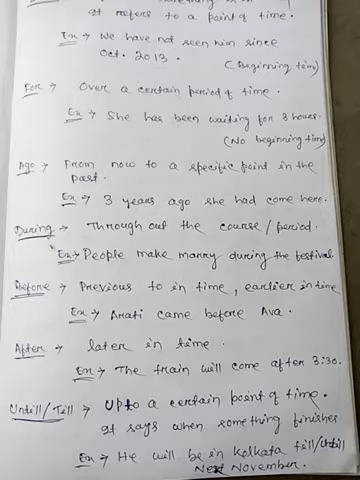 It refers to a point of time.
Ex → We have not seen him since
Oct. 2013.
(Beginning time)
For → Over a certain period of time.
Ex → She has been waiting for 3 hours.
(No beginning time)
Ago → From now to a specific point in the
past.
Ex → 3 years ago she had come here.
During → Through out the course/period.
Ex → People make marry during the festival
Before → Previous to in time, earlier in time
Ex → Arati came before Ava.
After → later in time.
Ex → The train will come after 3:30.
Untill/Till → Upto a certain point of time.
It says when something finishes
Ex → He will be in Kolkata till/Untill
Next November.